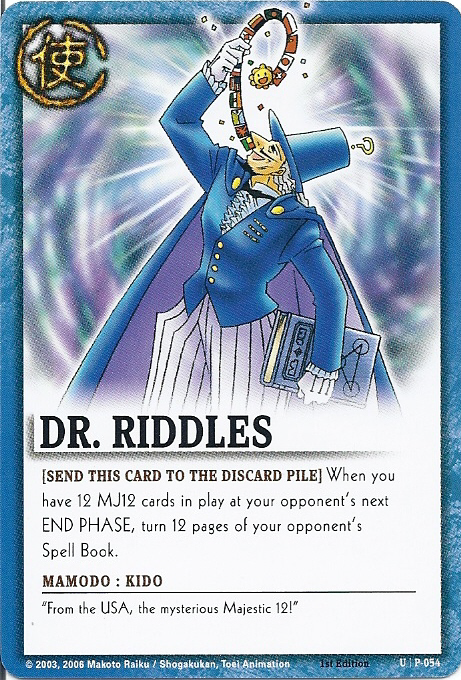 使
?
DR. RIDDLES
[SEND THIS CARD TO THE DISCARD PILE] When you
have 12 MJ12 cards in play at your opponent's next
END PHASE, turn 12 pages of your opponent's
Spell Book.
MAMODO : KIDO
"From the USA, the mysterious Majestic 12!"
© 2003, 2006 Makoto Raiku / Shogakukan, Toei Animation 1st Edition U | P-054